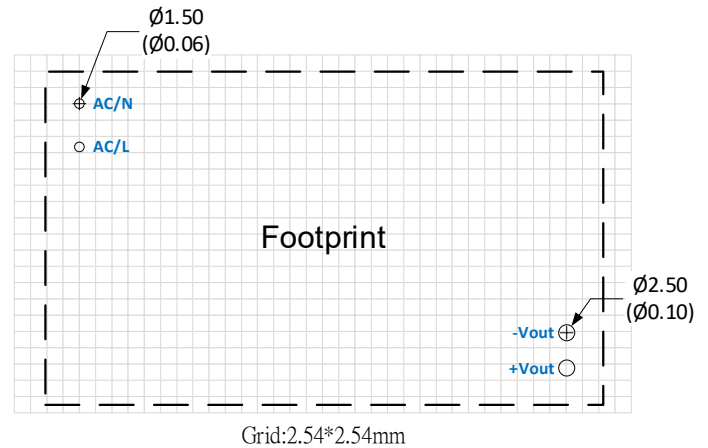 Ø1.50
(Ø0.06)
AC/N
AC/L
Footprint
Ø2.50
(Ø0.10)
-Vout
+Vout
Grid:2.54*2.54mm